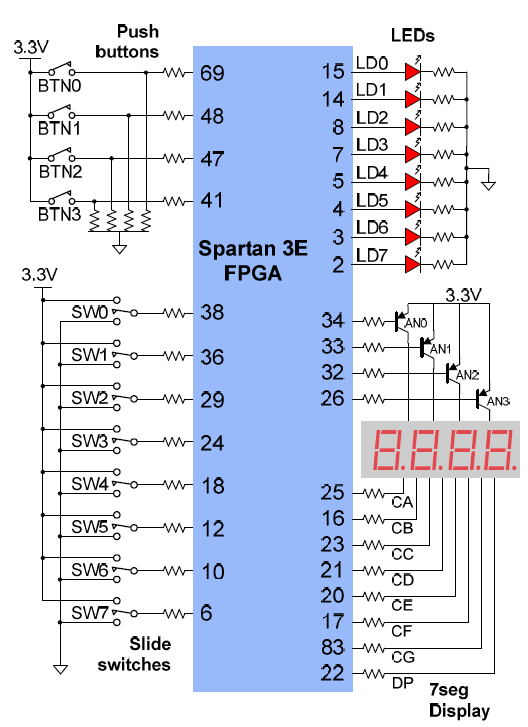 Push
buttons
LEDs
3.3V
BTN0
69
BTN1
48
BTN2
47
BTN3
41
15
LD0
14
LD1
8
LD2
7
LD3
5
LD4
4
LD5
3
LD6
2
LD7
Spartan 3E
FPGA
3.3V
SW0
38
SW1
36
SW2
29
SW3
24
SW4
18
SW5
12
SW6
10
SW7
6
Slide
switches
3.3V
34
AN0
33
AN1
32
AN2
26
AN3
8.8.8.8.
25
CA
16
CB
23
CC
21
CD
20
CE
17
CF
83
CG
22
DP
7seg
Display